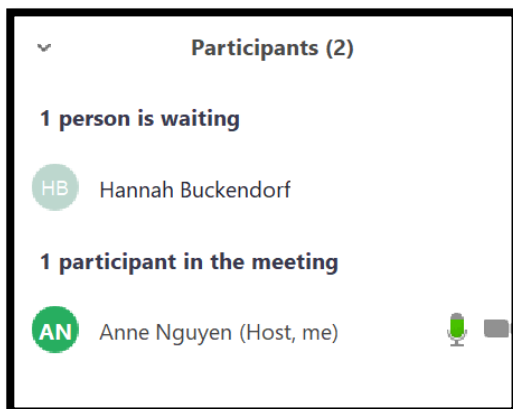 Participants (2)
1 person is waiting
HB Hannah Buckendorf
1 participant in the meeting
AN Anne Nguyen (Host, me)